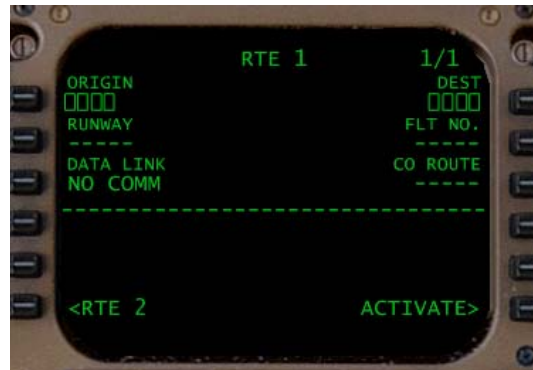 RTE 1 1/1
ORIGIN DEST
□□□□ □□□□
RUNWAY FLT NO.
----- -----
DATA LINK CO ROUTE
NO COMM -----
--------------------------------
<RTE 2 ACTIVATE>